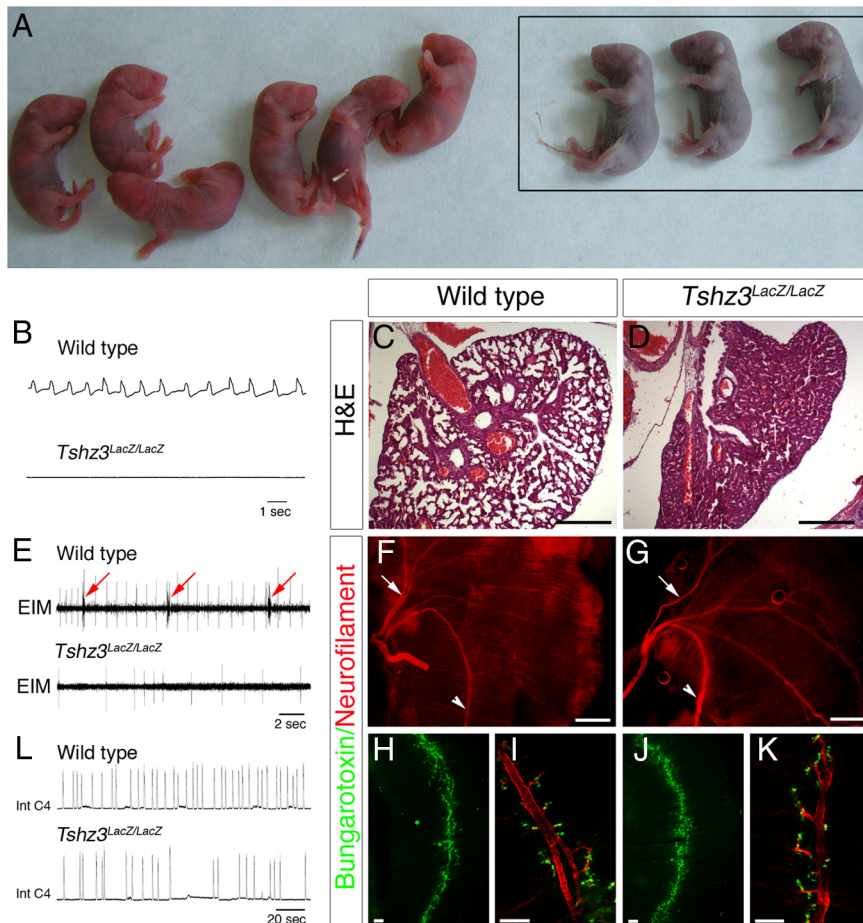 A
Wild type
Tshz3LacZ/LacZ
B
Wild type
Tshz3LacZ/LacZ
1 sec
H&E
C
D
E
Wild type
EIM
Tshz3LacZ/LacZ
EIM
2 sec
Bungarotoxin/Neurofilament
F
G
L
Wild type
Int C4
Tshz3LacZ/LacZ
Int C4
20 sec
H
I
J
K